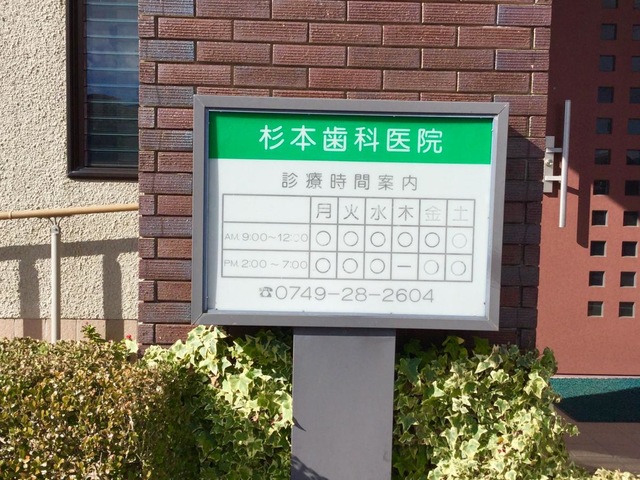 杉本歯科医院
診療時間案内
月 火 水 木 金 土
AM. 9:00～12:00 ○ ○ ○ ○ ○ ○
PM. 2:00～7:00 ○ ○ ○ － ○ ○
☎0749-28-2604